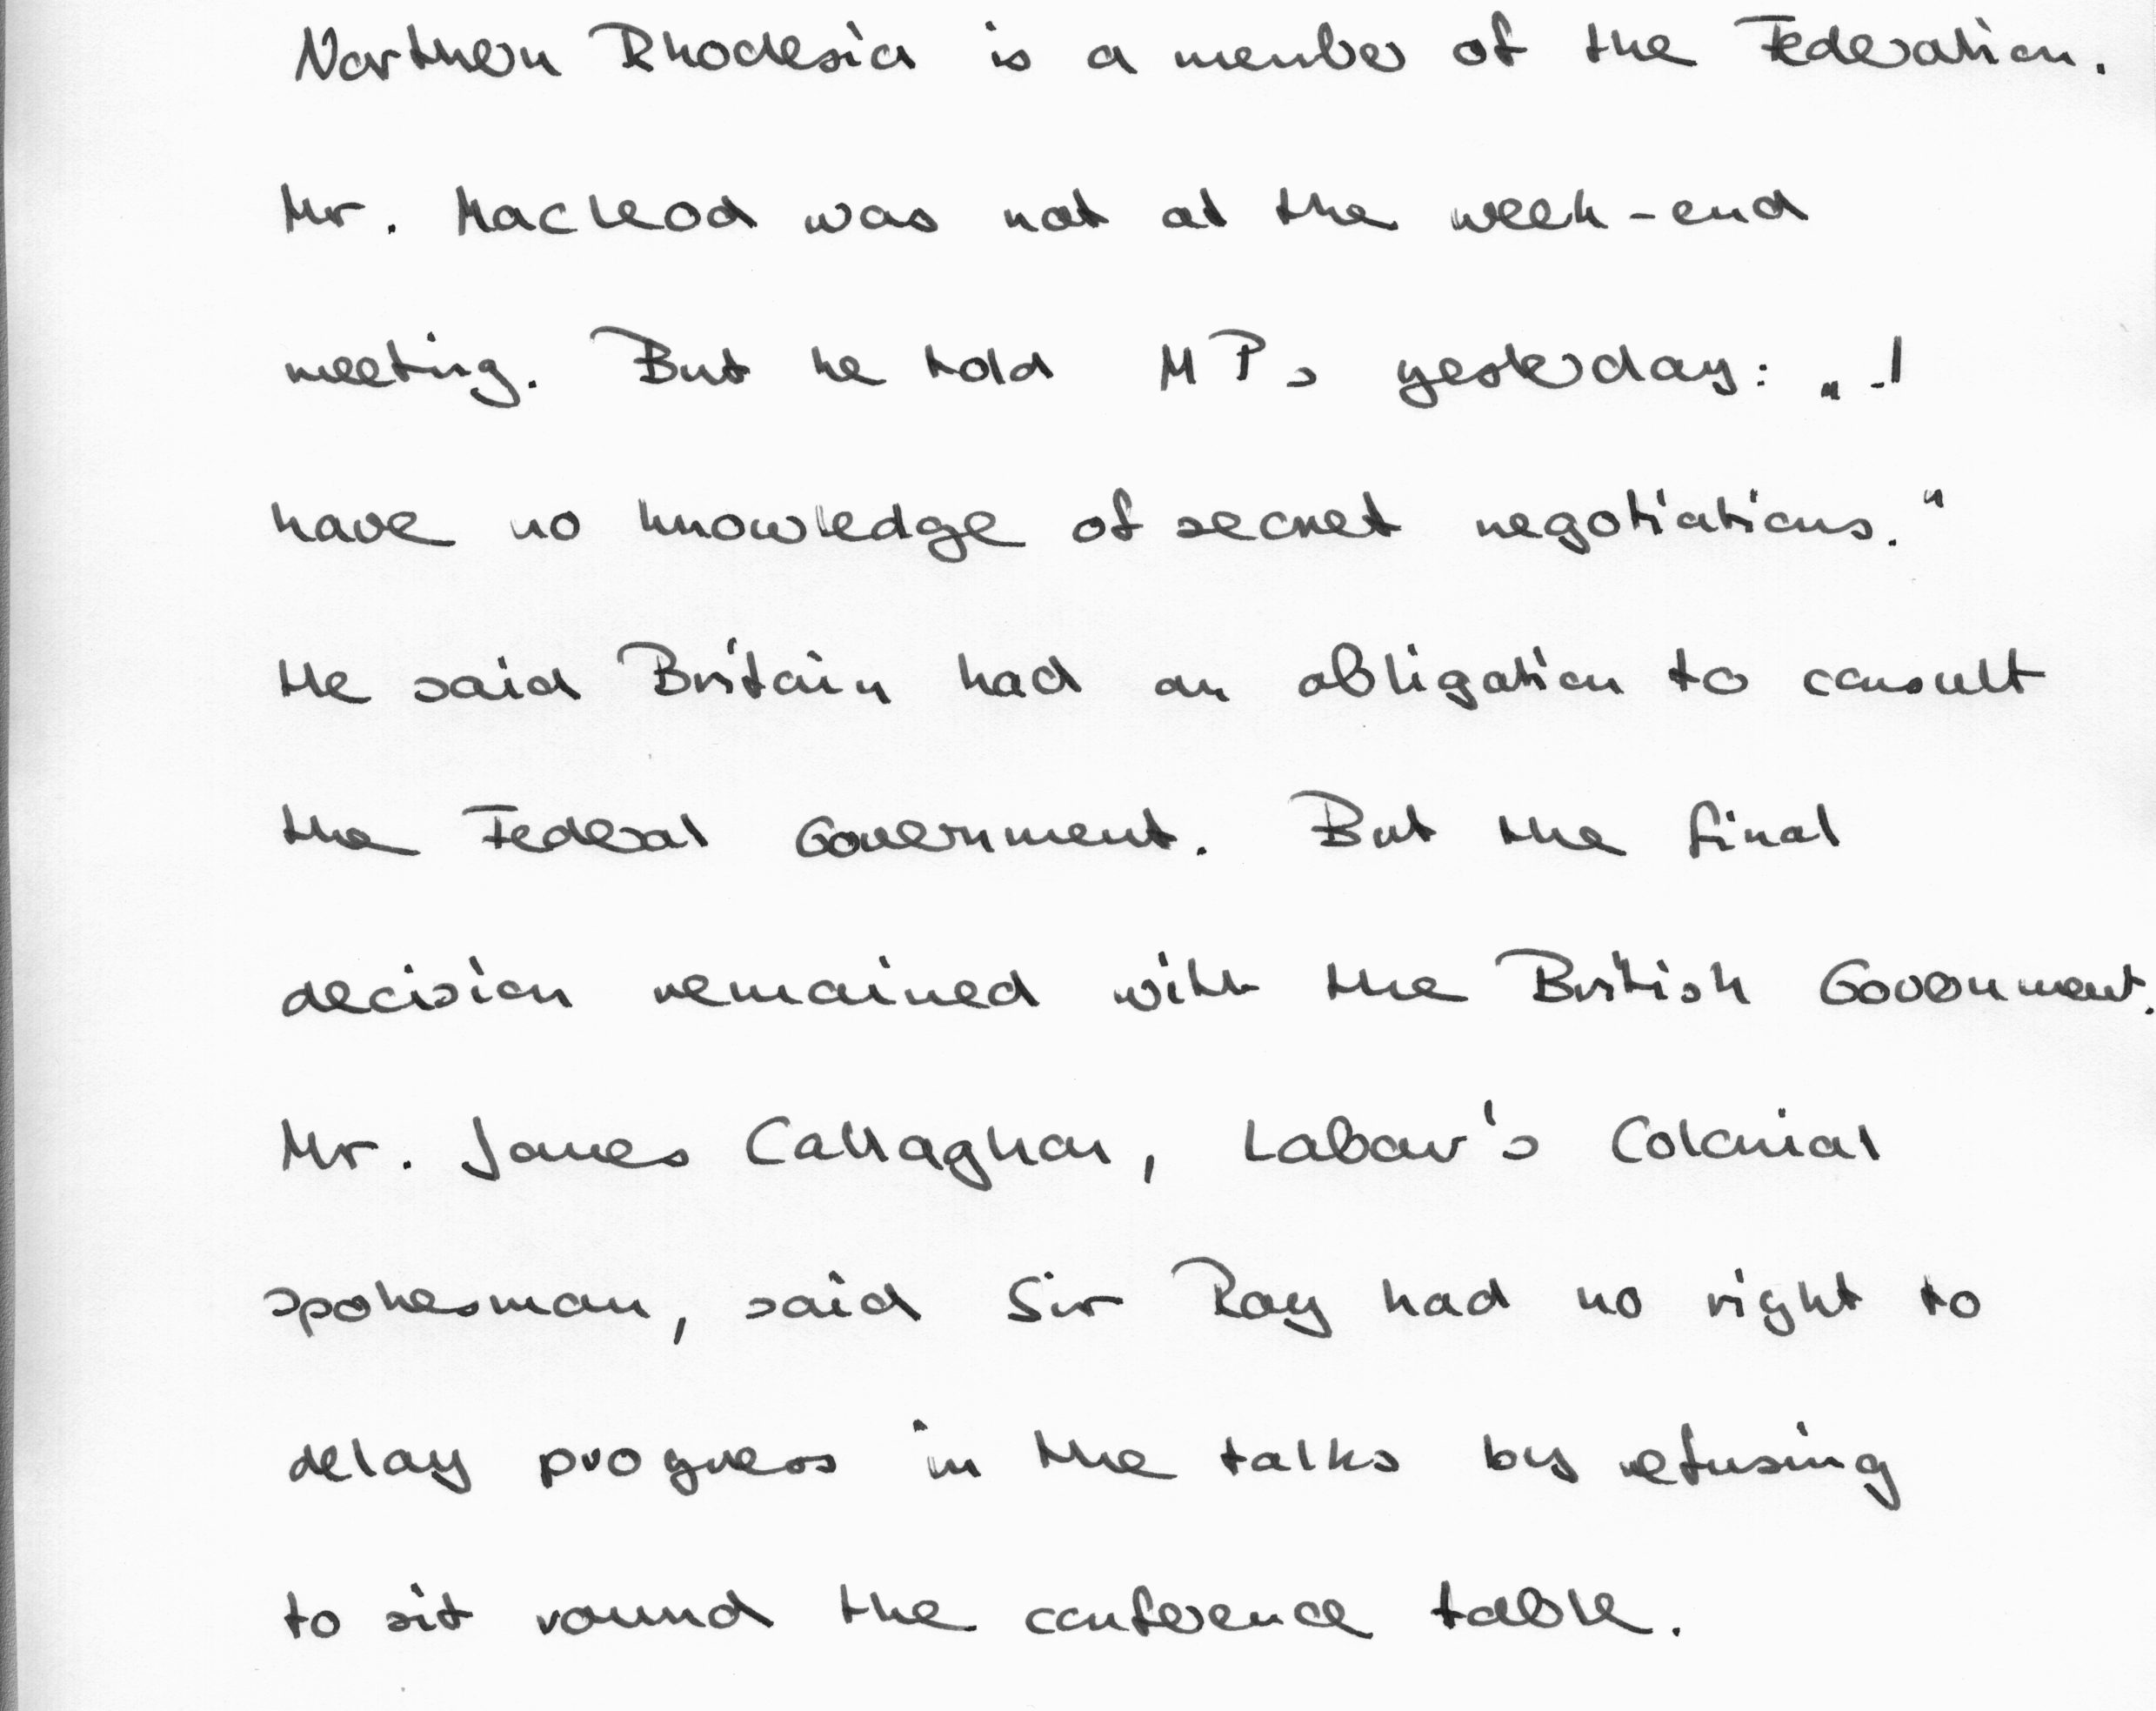 Northern Rhodesia is a member of the Federation.
Mr. Macleod was not at the week-end
meeting. But he told M P s yesterday: „ I
have no knowledge of secret negotiations."
He said Britain had an obligation to consult
the Federal Government. But the final
decision remained with the British Government.
Mr. James Callaghan, Labour's Colonial
spokesman, said Sir Roy had no right to
delay progress in the talks by refusing
to sit round the conference table.